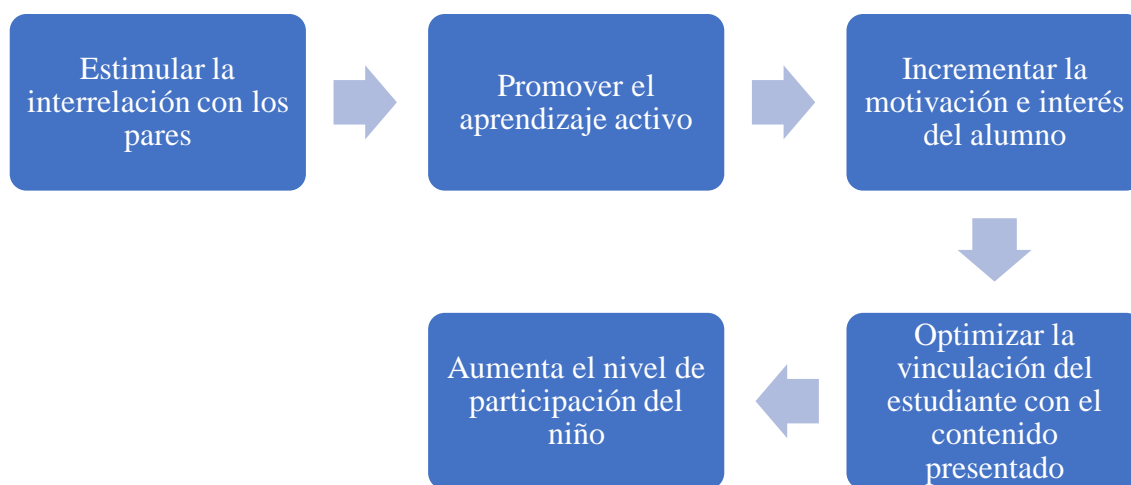 Estimular la
interrelación con los
pares
Promover el
aprendizaje activo
Incrementar la
motivación e interés
del alumno
Optimizar la
vinculación del
estudiante con el
contenido
presentado
Aumenta el nivel de
participación del
niño